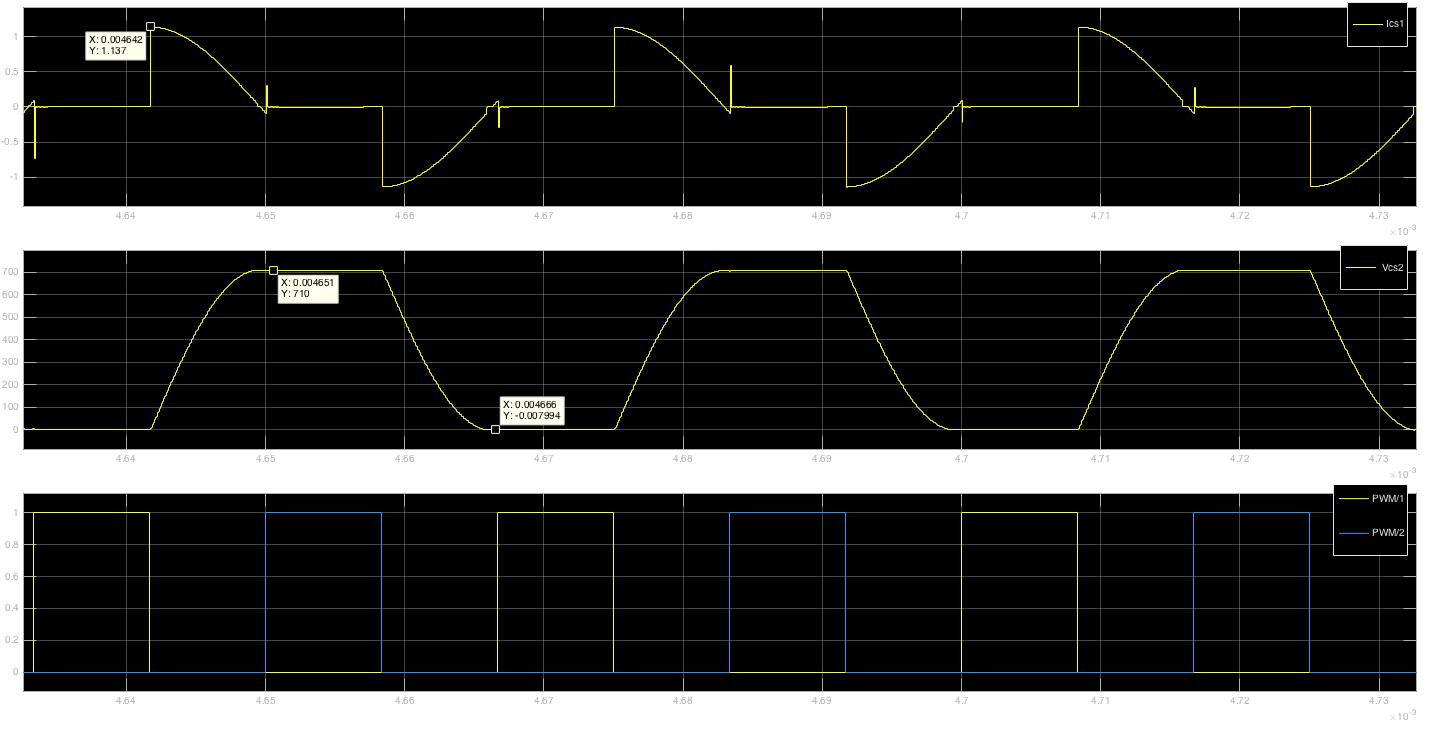 Ics1
X: 0.004642
Y: 1.137
1
0.5
0
-0.5
-1
4.64 4.65 4.66 4.67 4.68 4.69 4.7 4.71 4.72 4.73
×10⁻³
Vcs2
700
X: 0.004651
Y: 710
600
500
400
300
200
X: 0.004666
Y: -0.007994
100
0
4.64 4.65 4.66 4.67 4.68 4.69 4.7 4.71 4.72 4.73
×10⁻³
PWM/1
PWM/2
1
0.8
0.6
0.4
0.2
0
4.64 4.65 4.66 4.67 4.68 4.69 4.7 4.71 4.72 4.73
×10⁻³